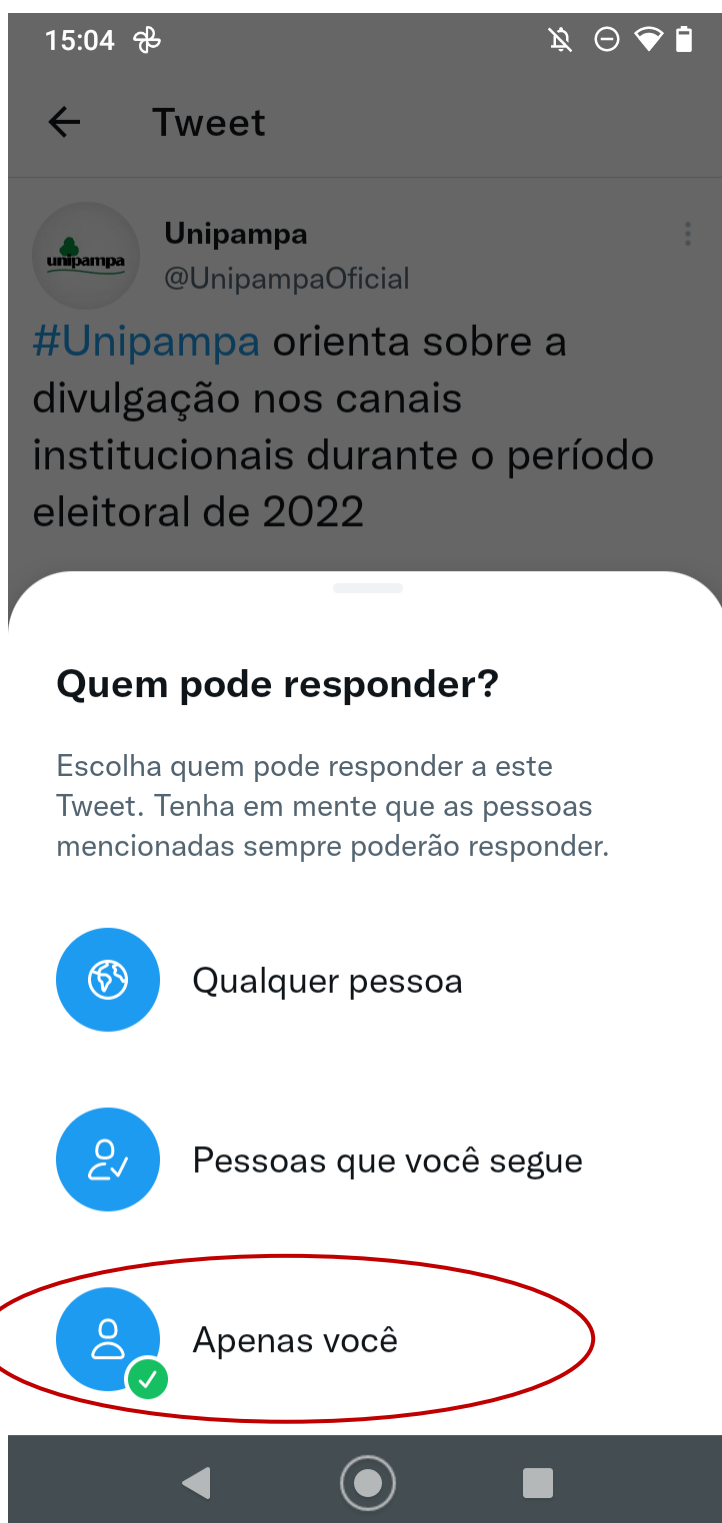 15:04
Tweet
unipampa
Unipampa
@UnipampaOficial
#Unipampa orienta sobre a
divulgação nos canais
institucionais durante o período
eleitoral de 2022
Quem pode responder?
Escolha quem pode responder a este
Tweet. Tenha em mente que as pessoas
mencionadas sempre poderão responder.
Qualquer pessoa
Pessoas que você segue
Apenas você